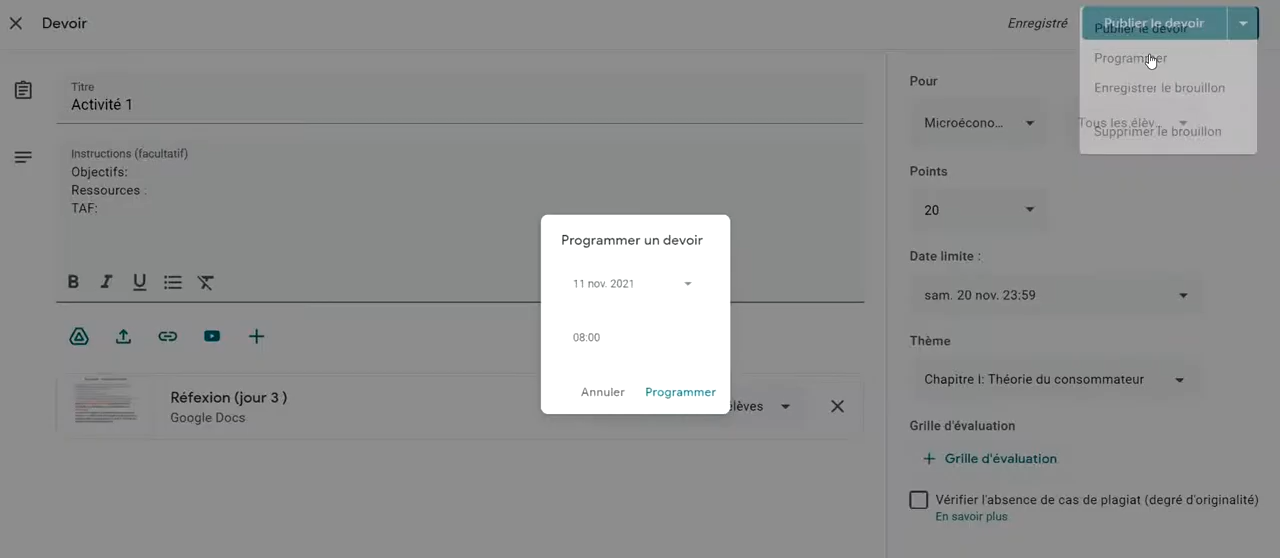 Devoir
Enregistré
Publier le devoir
Publier le devoir
Programmer
Enregistrer le brouillon
Supprimer le brouillon
Titre
Activité 1
Instructions (facultatif)
Objectifs:
Ressources :
TAF:
B I U
Réfexion (jour 3 )
Google Docs
élèves
Programmer un devoir
11 nov. 2021
08:00
Annuler
Programmer
Pour
Microécono...
Tous les élèv...
Points
20
Date limite :
sam. 20 nov. 23:59
Thème
Chapitre I: Théorie du consommateur
Grille d'évaluation
Grille d'évaluation
Vérifier l'absence de cas de plagiat (degré d'originalité)
En savoir plus